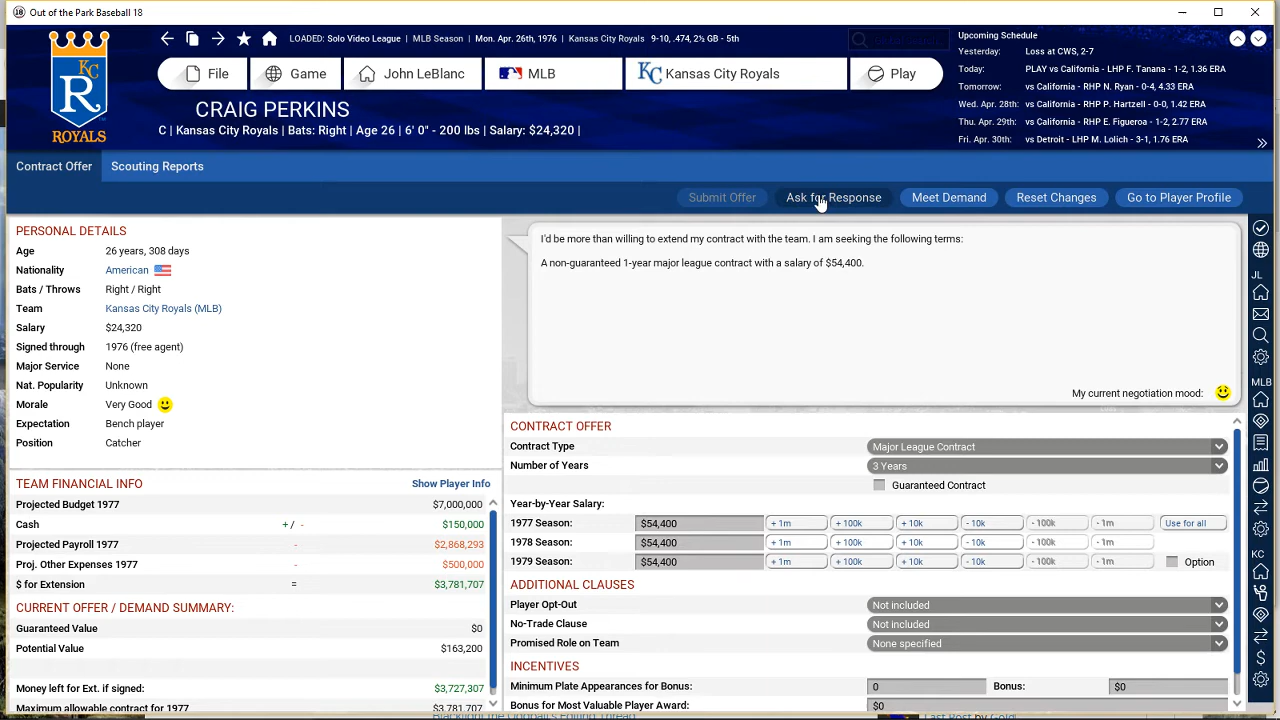 18 Out of the Park Baseball 18
LOADED: Solo Video League | MLB Season | Mon. Apr. 26th, 1976 | Kansas City Royals 9-10, .474, 2½ GB - 5th
Upcoming Schedule
Yesterday: Loss at CWS, 2-7
Today: PLAY vs California - LHP F. Tanana - 1-2, 1.36 ERA
Tomorrow: vs California - RHP N. Ryan - 0-4, 4.33 ERA
Wed. Apr. 28th: vs California - RHP P. Hartzell - 0-0, 1.42 ERA
Thu. Apr. 29th: vs California - RHP E. Figueroa - 1-2, 2.77 ERA
Fri. Apr. 30th: vs Detroit - LHP M. Lolich - 3-1, 1.76 ERA
KC R ROYALS
File Game John LeBlanc MLB KC Kansas City Royals Play
CRAIG PERKINS
C | Kansas City Royals | Bats: Right | Age 26 | 6' 0" - 200 lbs | Salary: $24,320 |
Contract Offer Scouting Reports
Submit Offer Ask for Response Meet Demand Reset Changes Go to Player Profile
PERSONAL DETAILS
Age 26 years, 308 days
Nationality American
Bats / Throws Right / Right
Team Kansas City Royals (MLB)
Salary $24,320
Signed through 1976 (free agent)
Major Service None
Nat. Popularity Unknown
Morale Very Good
Expectation Bench player
Position Catcher
I'd be more than willing to extend my contract with the team. I am seeking the following terms:
A non-guaranteed 1-year major league contract with a salary of $54,400.
My current negotiation mood:
TEAM FINANCIAL INFO Show Player Info
Projected Budget 1977 $7,000,000
Cash +/- $150,000
Projected Payroll 1977 - $2,868,293
Proj. Other Expenses 1977 - $500,000
$ for Extension = $3,781,707
CURRENT OFFER / DEMAND SUMMARY:
Guaranteed Value $0
Potential Value $163,200
Money left for Ext. if signed: $3,727,307
Maximum allowable contract for 1977 $3,781,707
CONTRACT OFFER
Contract Type Major League Contract
Number of Years 3 Years
Guaranteed Contract
Year-by-Year Salary:
1977 Season: $54,400 + 1m + 100k + 10k - 10k - 100k - 1m Use for all
1978 Season: $54,400 + 1m + 100k + 10k - 10k - 100k - 1m
1979 Season: $54,400 + 1m + 100k + 10k - 10k - 100k - 1m Option
ADDITIONAL CLAUSES
Player Opt-Out Not included
No-Trade Clause Not included
Promised Role on Team None specified
INCENTIVES
Minimum Plate Appearances for Bonus: 0 Bonus: $0
Bonus for Most Valuable Player Award: $0
JL
MLB
KC